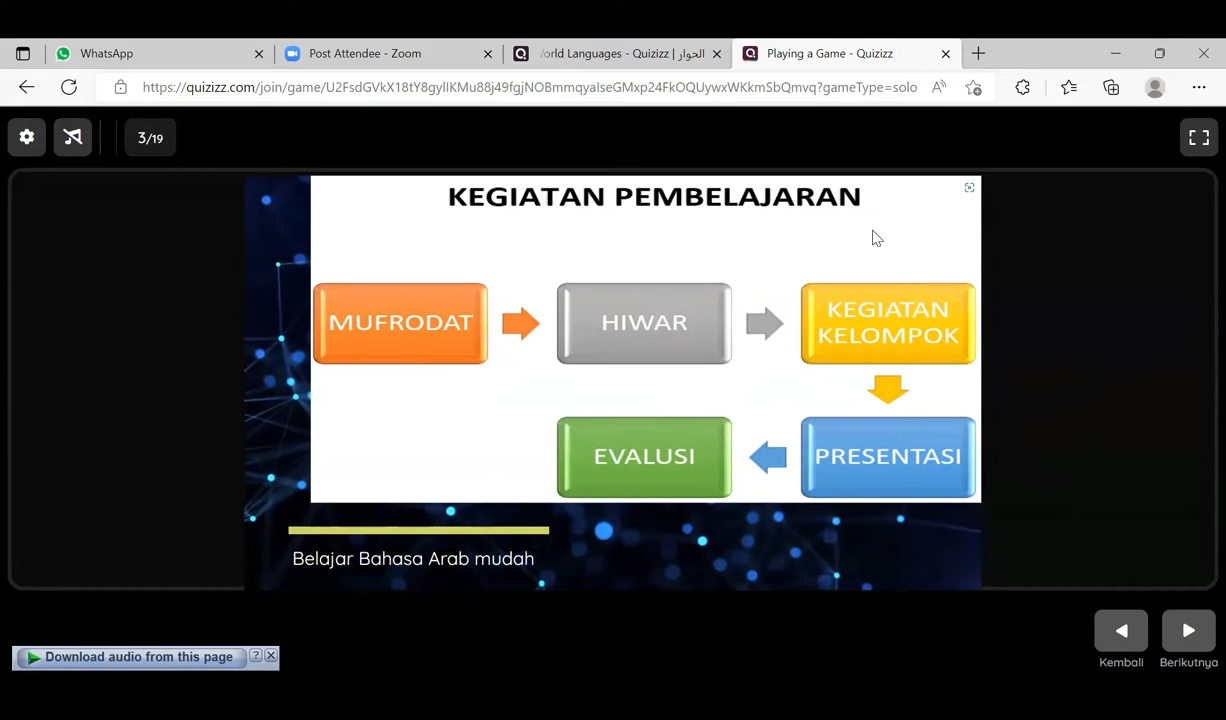 WhatsApp
Post Attendee - Zoom
الحوار | World Languages - Quizizz
Playing a Game - Quizizz
https://quizizz.com/join/game/U2FsdGVkX18tY8gylIKMu88j49fgjNOBmmqyaIseGMxp24FkOQUywxWKkmSbQmvq?gameType=solo
3/19
KEGIATAN PEMBELAJARAN
MUFRODAT
HIWAR
KEGIATAN
KELOMPOK
EVALUSI
PRESENTASI
Belajar Bahasa Arab mudah
Kembali
Berikutnya
Download audio from this page
?